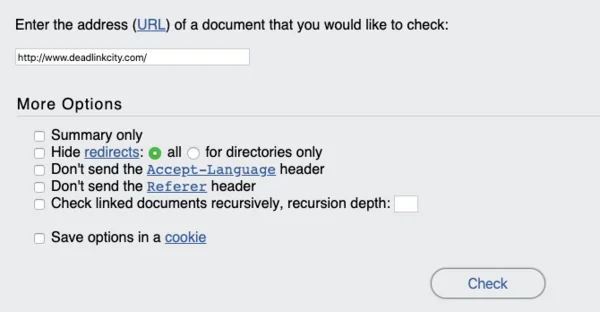 Enter the address (URL) of a document that you would like to check:
http://www.deadlinkcity.com/
More Options
Summary only
Hide redirects: all for directories only
Don't send the Accept-Language header
Don't send the Referer header
Check linked documents recursively, recursion depth:
Save options in a cookie
Check